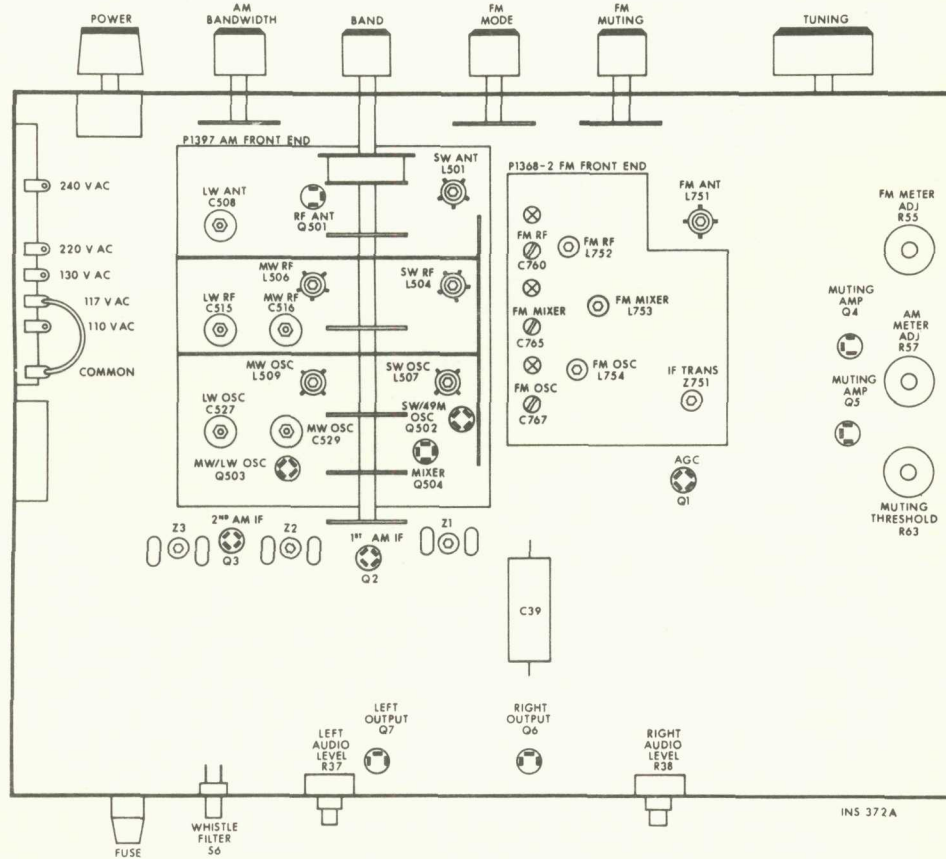 POWER
AM
BANDWIDTH
BAND
FM
MODE
FM
MUTING
TUNING
P1397 AM FRONT END
SW ANT
L501
LW ANT
C508
RF ANT
Q501
MW RF
L506
SW RF
L504
LW RF
C515
MW RF
C516
MW OSC
L509
SW OSC
L507
LW OSC
C527
MW OSC
C529
SW/49M
OSC
Q502
MW/LW OSC
Q503
MIXER
Q504
240 V AC
220 V AC
130 V AC
117 V AC
110 V AC
COMMON
P1368-2 FM FRONT END
FM ANT
L751
FM RF
C760
FM RF
L752
FM MIXER
L753
FM MIXER
C765
FM OSC
L754
FM OSC
C767
IF TRANS
Z751
FM METER
ADJ
R55
MUTING
AMP
Q4
AM
METER
ADJ
R57
MUTING
AMP
Q5
MUTING
THRESHOLD
R63
AGC
Q1
Z3
2ND AM IF
Q3
Z2
1ST AM IF
Q2
Z1
C39
LEFT
OUTPUT
Q7
RIGHT
OUTPUT
Q6
LEFT
AUDIO
LEVEL
R37
RIGHT
AUDIO
LEVEL
R38
FUSE
WHISTLE
FILTER
S6
INS 372A